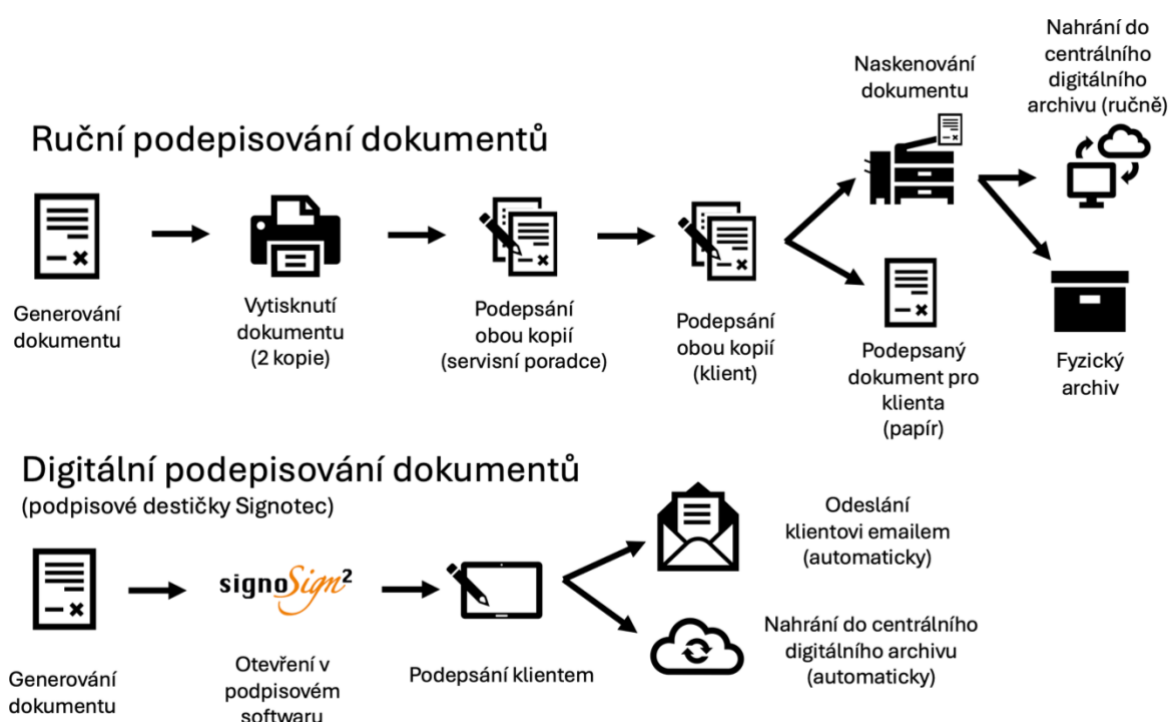 Ruční podepisování dokumentů
Generování
dokumentu
Vytisknutí
dokumentu
(2 kopie)
Podepsání
obou kopií
(servisní poradce)
Podepsání
obou kopií
(klient)
Naskenování
dokumentu
Podepsaný
dokument pro
klienta
(papír)
Nahrání do
centrálního
digitálního
archivu (ručně)
Fyzický
archiv
Digitální podepisování dokumentů
(podpisové destičky Signotec)
Generování
dokumentu
signoSign²
Otevření v
podpisovém
softwaru
Podepsání klientem
Odeslání
klientovi emailem
(automaticky)
Nahrání do centrálního
digitálního archivu
(automaticky)